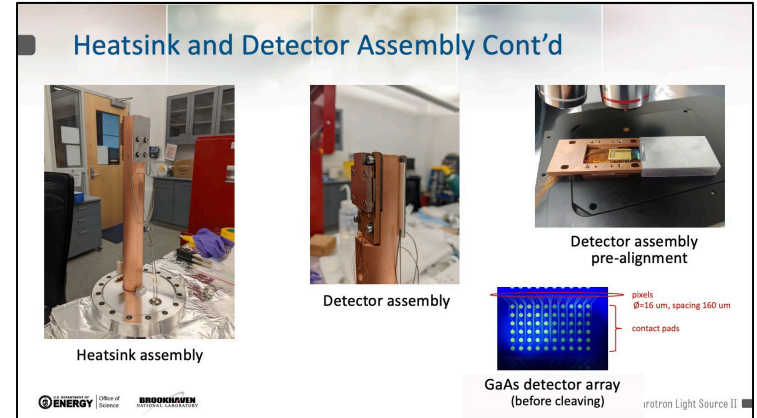 Heatsink and Detector Assembly Cont'd
Heatsink assembly
Detector assembly
Detector assembly
pre-alignment
pixels
Ø=16 um, spacing 160 um
contact pads
GaAs detector array
(before cleaving)
U.S. DEPARTMENT OF
ENERGY
Office of
Science
BROOKHAVEN
NATIONAL LABORATORY
Light Source II